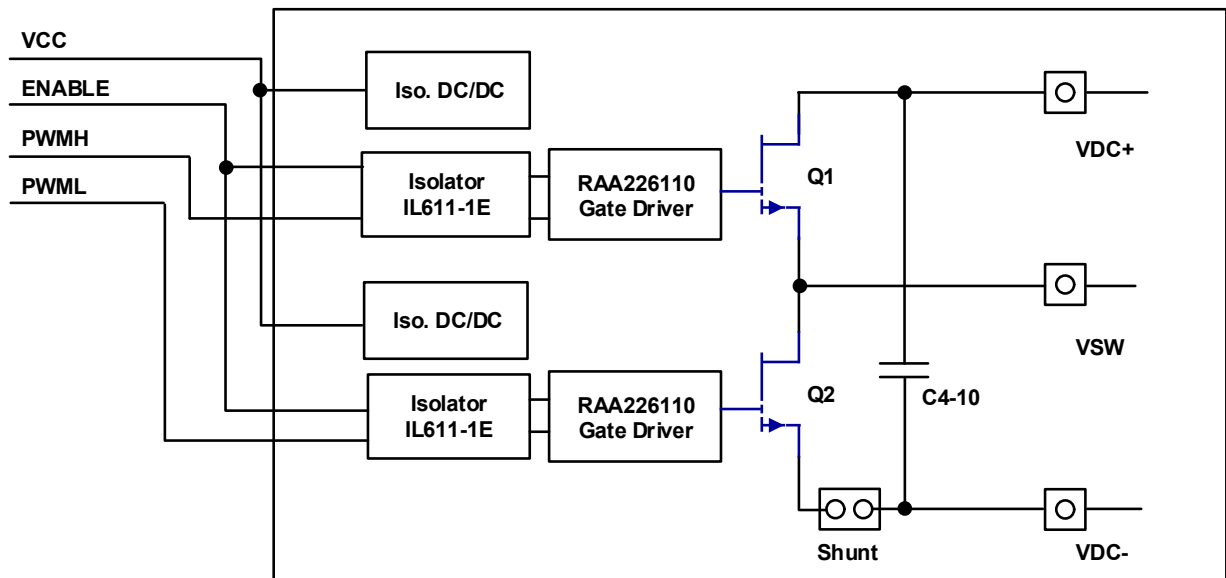 VCC
ENABLE
PWMH
PWML
Iso. DC/DC
Isolator
IL611-1E
RAA226110
Gate Driver
Q1
VDC+
Iso. DC/DC
VSW
Isolator
IL611-1E
RAA226110
Gate Driver
Q2
C4-10
Shunt
VDC-